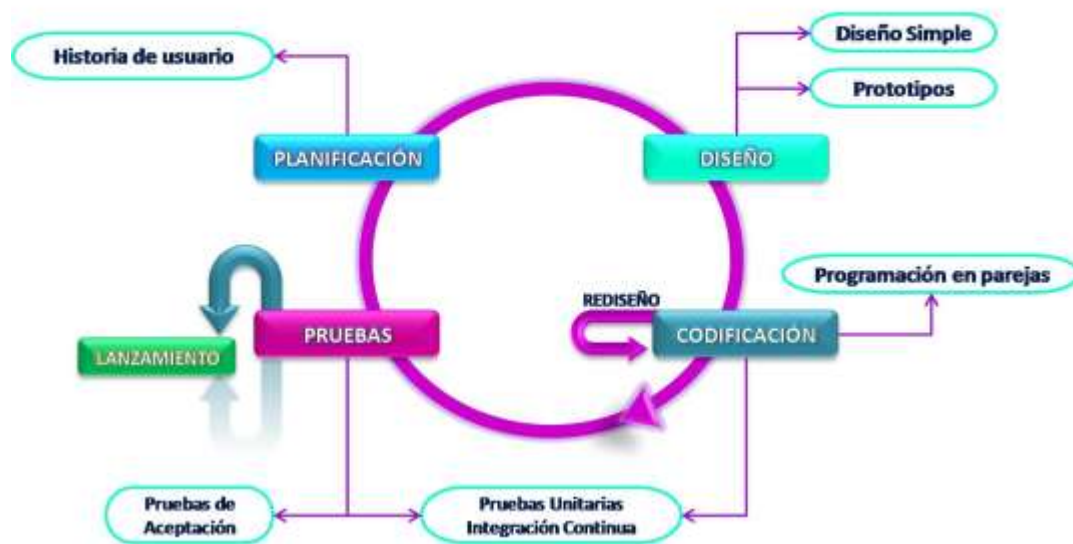 Historia de usuario
Diseño Simple
Prototipos
PLANIFICACIÓN
DISEÑO
Programación en parejas
REDISEÑO
PRUEBAS
CODIFICACIÓN
LANZAMIENTO
Pruebas de
Aceptación
Pruebas Unitarias
Integración Continua